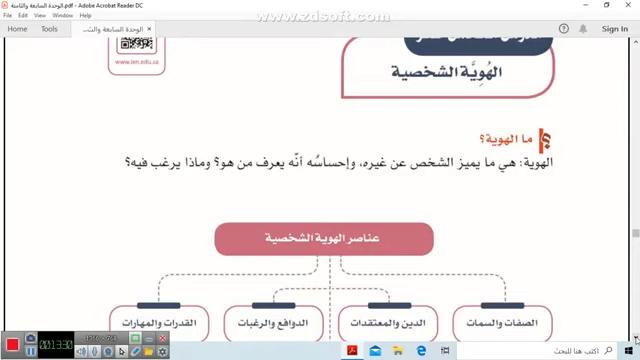 الوحدة السابعة والثامنة.pdf - Adobe Acrobat Reader DC
www.zdsoft.com
File Edit View Window Help
Home Tools الوحدة السابعة والث...
Sign In
www.ien.edu.sa
الهُوِيَّة الشخصية
ما الهوية؟
الهوية: هي ما يميز الشخص عن غيره، وإحساسُه أنّه يعرف من هو؟ وماذا يرغب فيه؟
عناصر الهوية الشخصية
الصفات والسمات
الدين والمعتقدات
الدوافع والرغبات
القدرات والمهارات
اكتب هنا للبحث